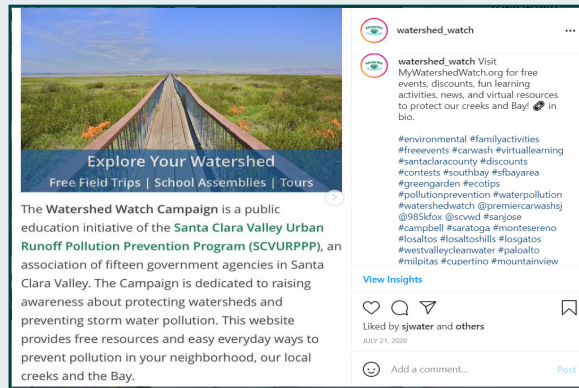 Explore Your Watershed
Free Field Trips | School Assemblies | Tours
The Watershed Watch Campaign is a public
education initiative of the Santa Clara Valley Urban
Runoff Pollution Prevention Program (SCVURPPP), an
association of fifteen government agencies in Santa
Clara Valley. The Campaign is dedicated to raising
awareness about protecting watersheds and
preventing storm water pollution. This website
provides free resources and easy everyday ways to
prevent pollution in your neighborhood, our local
creeks and the Bay.
watershed_watch
watershed_watch Visit
MyWatershedWatch.org for free
events, discounts, fun learning
activities, news, and virtual resources
to protect our creeks and Bay! 🔗 in
bio.
#environmental #familyactivities
#freeevents #carwash #virtuallearning
#santaclaracounty #discounts
#contests #southbay #sfbayarea
#greengarden #ecotips
#pollutionprevention #waterpollution
#watershedwatch @premiercarwashsj
@985kfox @scvwd #sanjose
#campbell #saratoga #montesereno
#losaltos #losaltoshills #losgatos
#westvalleycleanwater #paloalto
#milpitas #cupertino #mountainview
View Insights
Liked by sjwater and others
JULY 21, 2020
Add a comment...
Post